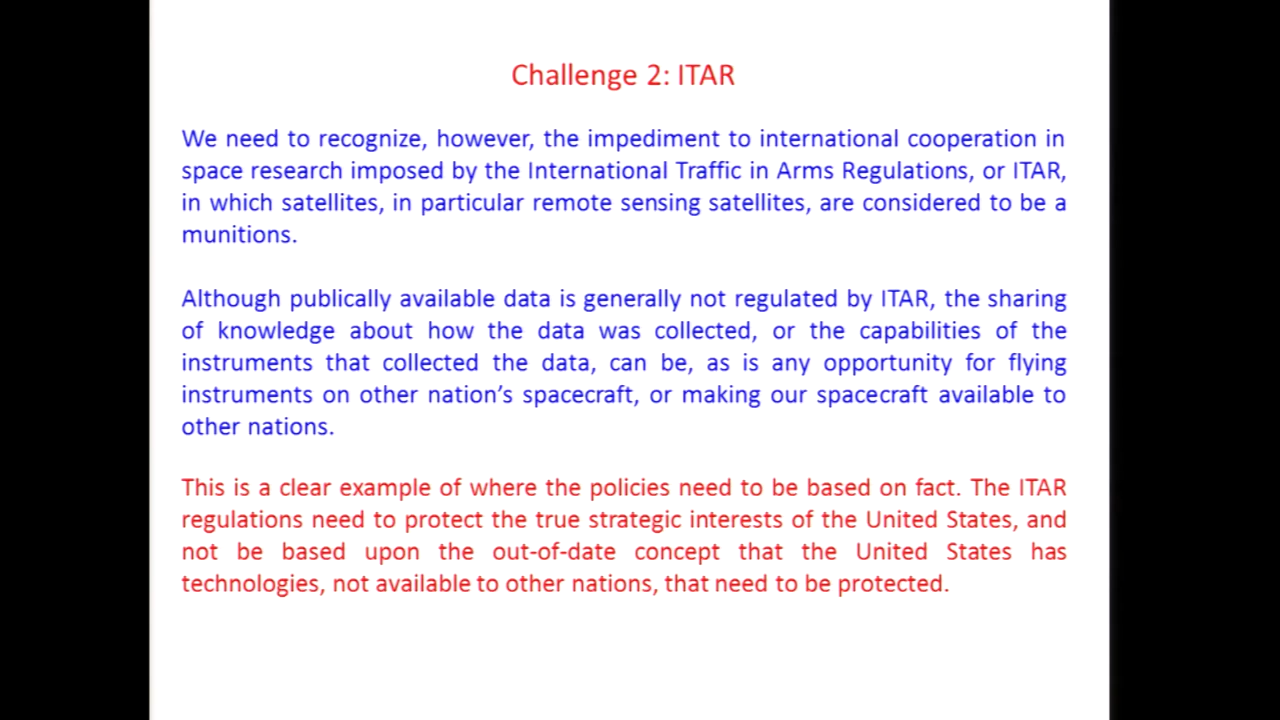 Challenge 2: ITAR
We need to recognize, however, the impediment to international cooperation in
space research imposed by the International Traffic in Arms Regulations, or ITAR,
in which satellites, in particular remote sensing satellites, are considered to be a
munitions.
Although publically available data is generally not regulated by ITAR, the sharing
of knowledge about how the data was collected, or the capabilities of the
instruments that collected the data, can be, as is any opportunity for flying
instruments on other nation’s spacecraft, or making our spacecraft available to
other nations.
This is a clear example of where the policies need to be based on fact. The ITAR
regulations need to protect the true strategic interests of the United States, and
not be based upon the out-of-date concept that the United States has
technologies, not available to other nations, that need to be protected.